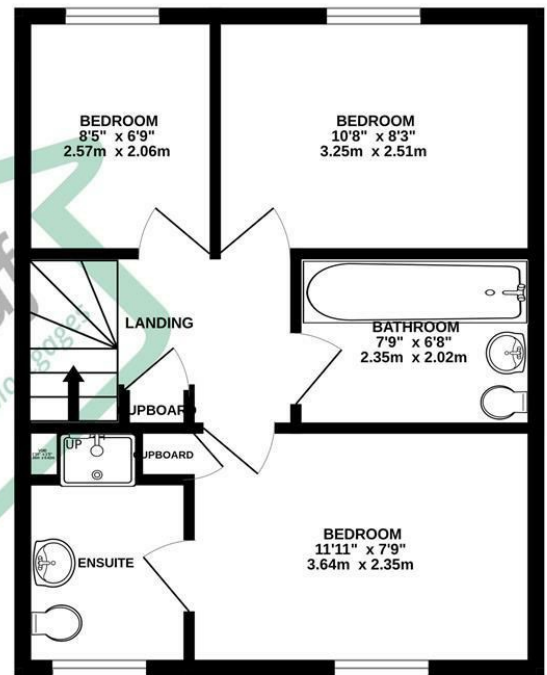 BEDROOM
8'5" x 6'9"
2.57m x 2.06m
BEDROOM
10'8" x 8'3"
3.25m x 2.51m
LANDING
BATHROOM
7'9" x 6'8"
2.35m x 2.02m
UPBOARD
UP
UPBOARD
BEDROOM
11'11" x 7'9"
3.64m x 2.35m
ENSUITE